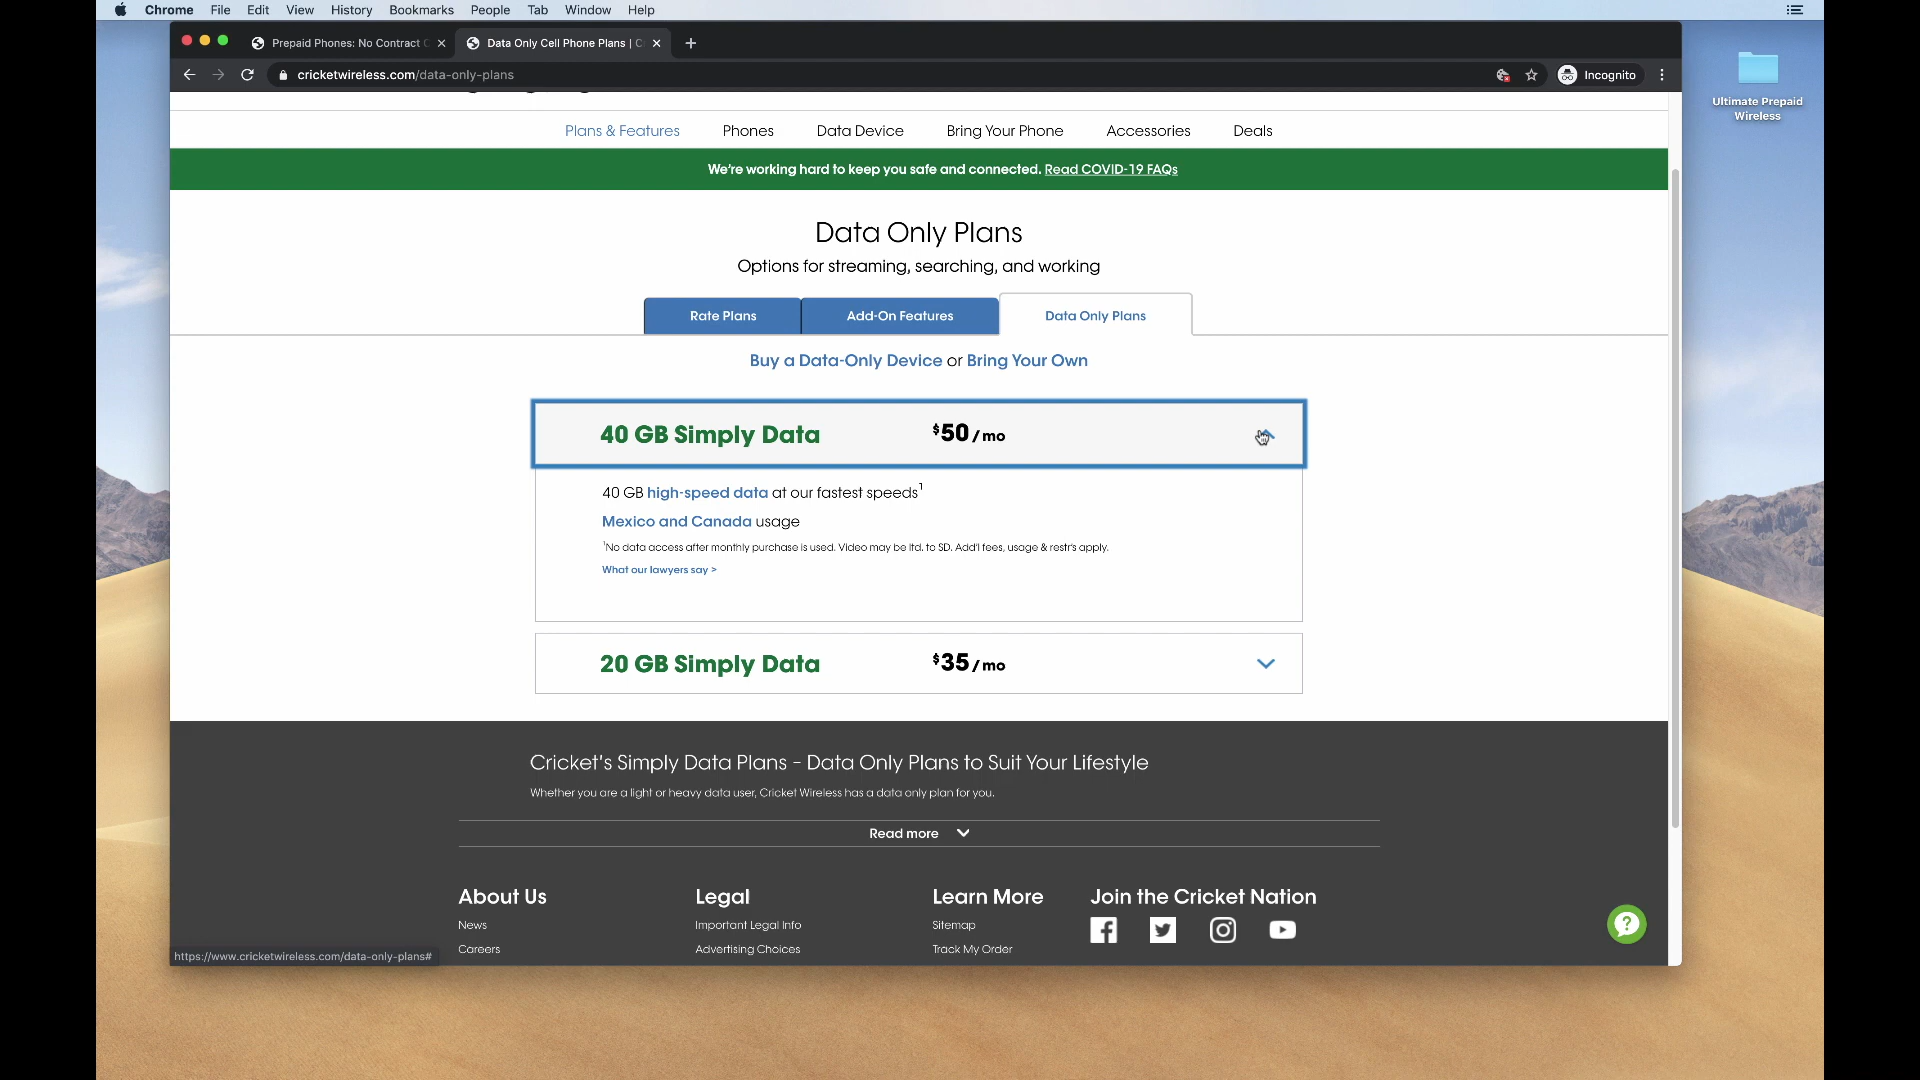 Chrome File Edit View History Bookmarks People Tab Window Help
Prepaid Phones: No Contract
Data Only Cell Phone Plans | C
cricketwireless.com/data-only-plans
Incognito
Ultimate Prepaid
Wireless
Plans & Features Phones Data Device Bring Your Phone Accessories Deals
We're working hard to keep you safe and connected. Read COVID-19 FAQs
Data Only Plans
Options for streaming, searching, and working
Rate Plans Add-On Features Data Only Plans
Buy a Data-Only Device or Bring Your Own
40 GB Simply Data $50/mo
40 GB high-speed data at our fastest speeds1
Mexico and Canada usage
1No data access after monthly purchase is used. Video may be ltd. to SD. Add'l fees, usage & restr's apply.
What our lawyers say >
20 GB Simply Data $35/mo
Cricket's Simply Data Plans - Data Only Plans to Suit Your Lifestyle
Whether you are a light or heavy data user, Cricket Wireless has a data only plan for you.
Read more
About Us Legal Learn More Join the Cricket Nation
News Important Legal Info Sitemap
Careers Advertising Choices Track My Order
https://www.cricketwireless.com/data-only-plans#